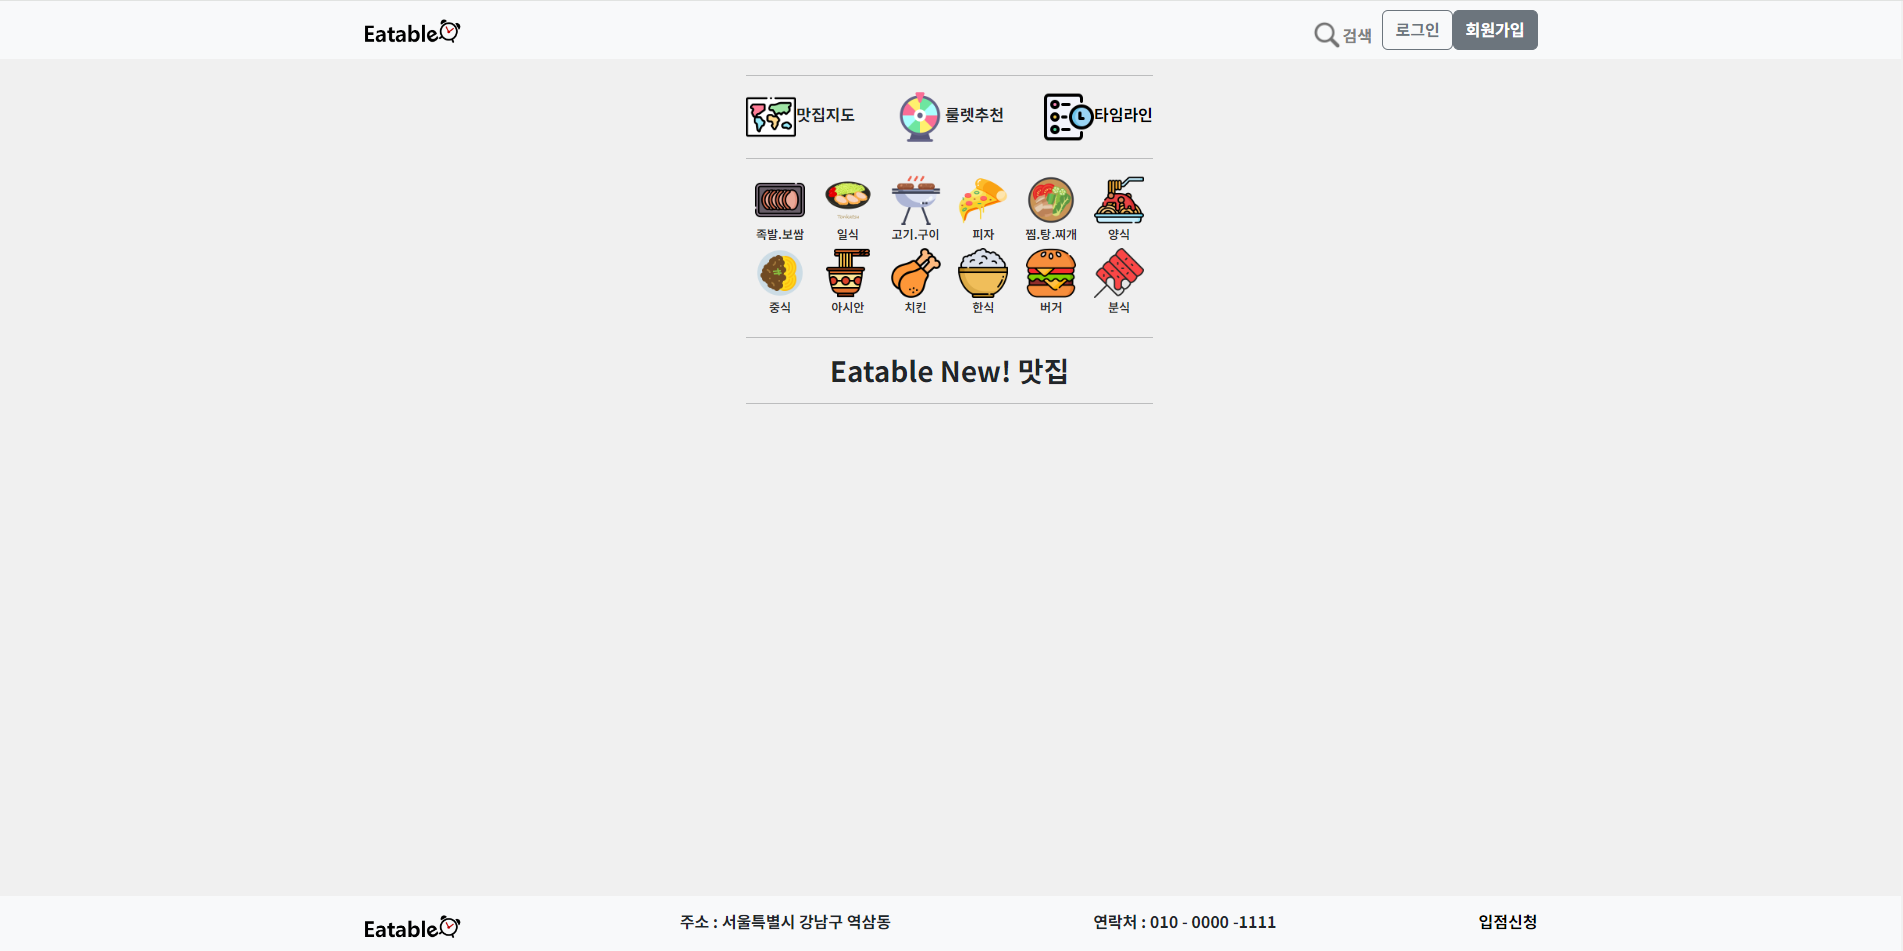 Eatable
검색 로그인 회원가입
맛집지도 룰렛추천 타임라인
족발.보쌈 일식 고기.구이 피자 찜.탕.찌개 양식
중식 아시안 치킨 한식 버거 분식
Eatable New! 맛집
Eatable 주소 : 서울특별시 강남구 역삼동 연락처 : 010 - 0000 -1111 입점신청